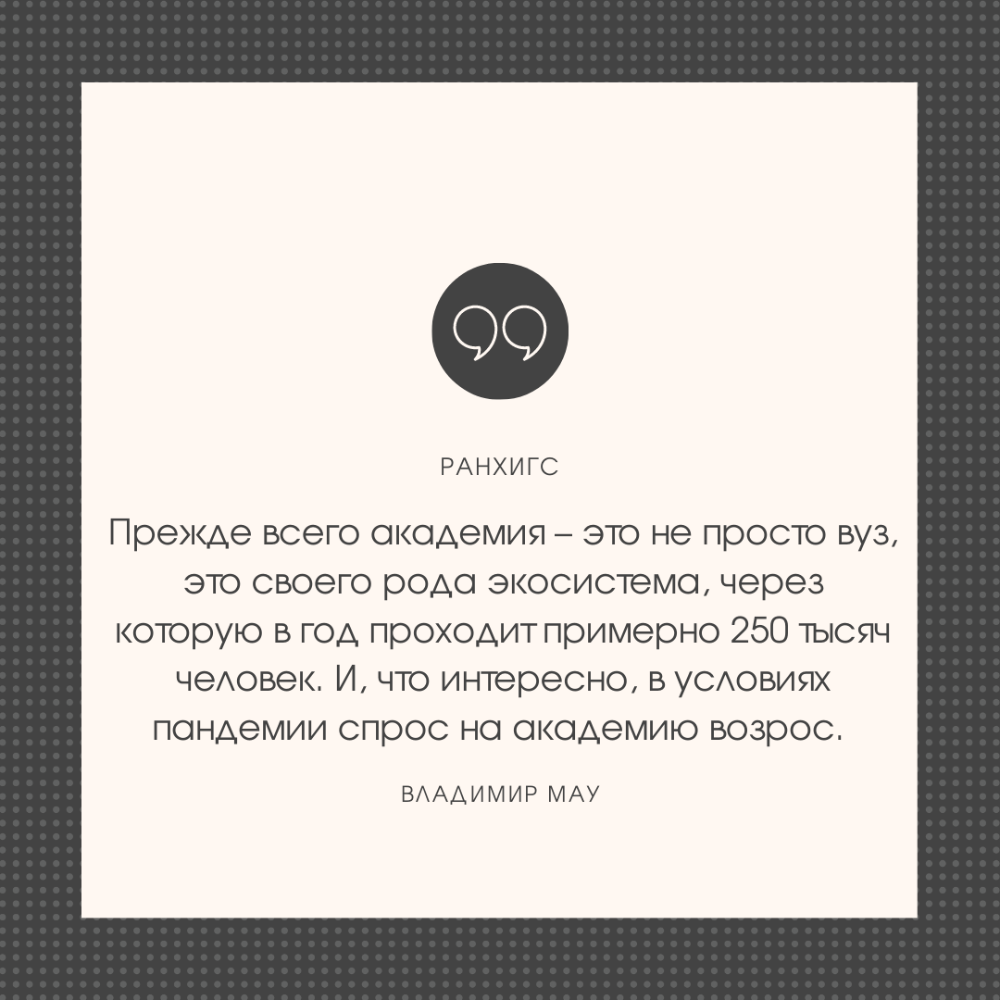 РАНХИГС
Прежде всего академия – это не просто вуз,
это своего рода экосистема, через
которую в год проходит примерно 250 тысяч
человек. И, что интересно, в условиях
пандемии спрос на академию возрос.
ВЛАДИМИР МАУ